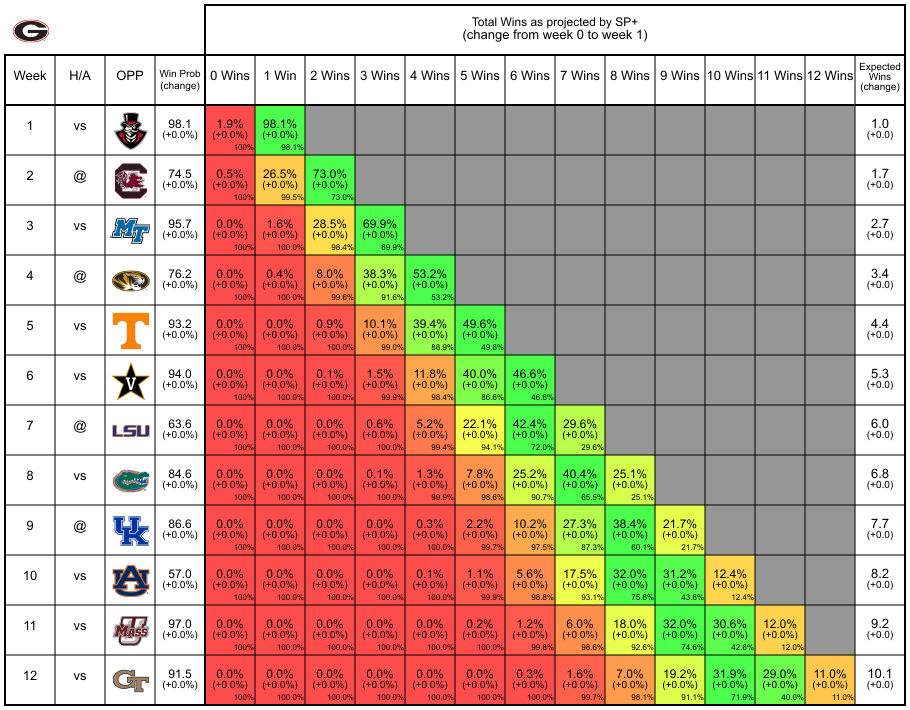 G
Total Wins as projected by SP+
(change from week 0 to week 1)
Week H/A OPP Win Prob (change) 0 Wins 1 Win 2 Wins 3 Wins 4 Wins 5 Wins 6 Wins 7 Wins 8 Wins 9 Wins 10 Wins 11 Wins 12 Wins Expected Wins (change)
1 vs 98.1 1.9% 98.1% 1.0
(+0.0%) (+0.0%) (+0.0%) (+0.0)
100% 98.1%
2 @ C 74.5 0.5% 26.5% 73.0% 1.7
(+0.0%) (+0.0%) (+0.0%) (+0.0%) (+0.0)
100% 99.5% 73.0%
3 vs MT 95.7 0.0% 1.6% 28.5% 69.9% 2.7
(+0.0%) (+0.0%) (+0.0%) (+0.0%) (+0.0%) (+0.0)
100% 100.0% 98.4% 69.9%
4 @ 76.2 0.0% 0.4% 8.0% 38.3% 53.2% 3.4
(+0.0%) (+0.0%) (+0.0%) (+0.0%) (+0.0%) (+0.0%) (+0.0)
100% 100.0% 99.6% 91.6% 53.2%
5 vs T 93.2 0.0% 0.0% 0.9% 10.1% 39.4% 49.6% 4.4
(+0.0%) (+0.0%) (+0.0%) (+0.0%) (+0.0%) (+0.0%) (+0.0%) (+0.0)
100% 100.0% 100.0% 99.0% 88.9% 49.6%
6 vs V 94.0 0.0% 0.0% 0.1% 1.5% 11.8% 40.0% 46.6% 5.3
(+0.0%) (+0.0%) (+0.0%) (+0.0%) (+0.0%) (+0.0%) (+0.0%) (+0.0%) (+0.0)
100% 100.0% 100.0% 99.9% 98.4% 86.6% 46.6%
7 @ LSU 63.6 0.0% 0.0% 0.0% 0.6% 5.2% 22.1% 42.4% 29.6% 6.0
(+0.0%) (+0.0%) (+0.0%) (+0.0%) (+0.0%) (+0.0%) (+0.0%) (+0.0%) (+0.0%) (+0.0)
100% 100.0% 100.0% 100.0% 99.4% 94.1% 72.0% 29.6%
8 vs 84.6 0.0% 0.0% 0.0% 0.1% 1.3% 7.8% 25.2% 40.4% 25.1% 6.8
(+0.0%) (+0.0%) (+0.0%) (+0.0%) (+0.0%) (+0.0%) (+0.0%) (+0.0%) (+0.0%) (+0.0%) (+0.0)
100% 100.0% 100.0% 100.0% 99.9% 98.6% 90.7% 65.5% 25.1%
9 @ UK 86.6 0.0% 0.0% 0.0% 0.0% 0.3% 2.2% 10.2% 27.3% 38.4% 21.7% 7.7
(+0.0%) (+0.0%) (+0.0%) (+0.0%) (+0.0%) (+0.0%) (+0.0%) (+0.0%) (+0.0%) (+0.0%) (+0.0%) (+0.0)
100% 100.0% 100.0% 100.0% 100.0% 99.7% 97.5% 87.3% 60.1% 21.7%
10 vs AU 57.0 0.0% 0.0% 0.0% 0.0% 0.1% 1.1% 5.6% 17.5% 32.0% 31.2% 12.4% 8.2
(+0.0%) (+0.0%) (+0.0%) (+0.0%) (+0.0%) (+0.0%) (+0.0%) (+0.0%) (+0.0%) (+0.0%) (+0.0%) (+0.0%) (+0.0)
100% 100.0% 100.0% 100.0% 100.0% 99.9% 98.8% 93.1% 75.6% 43.6% 12.4%
11 vs U MASS 97.0 0.0% 0.0% 0.0% 0.0% 0.0% 0.2% 1.2% 6.0% 18.0% 32.0% 30.6% 12.0% 9.2
(+0.0%) (+0.0%) (+0.0%) (+0.0%) (+0.0%) (+0.0%) (+0.0%) (+0.0%) (+0.0%) (+0.0%) (+0.0%) (+0.0%) (+0.0%) (+0.0)
100% 100.0% 100.0% 100.0% 100.0% 100.0% 99.8% 98.6% 92.6% 74.6% 42.6% 12.0%
12 vs GT 91.5 0.0% 0.0% 0.0% 0.0% 0.0% 0.0% 0.3% 1.6% 7.0% 19.2% 31.9% 29.0% 11.0% 10.1
(+0.0%) (+0.0%) (+0.0%) (+0.0%) (+0.0%) (+0.0%) (+0.0%) (+0.0%) (+0.0%) (+0.0%) (+0.0%) (+0.0%) (+0.0%) (+0.0%) (+0.0)
100% 100.0% 100.0% 100.0% 100.0% 100.0% 100.0% 99.7% 98.1% 91.1% 71.9% 40.0% 11.0%